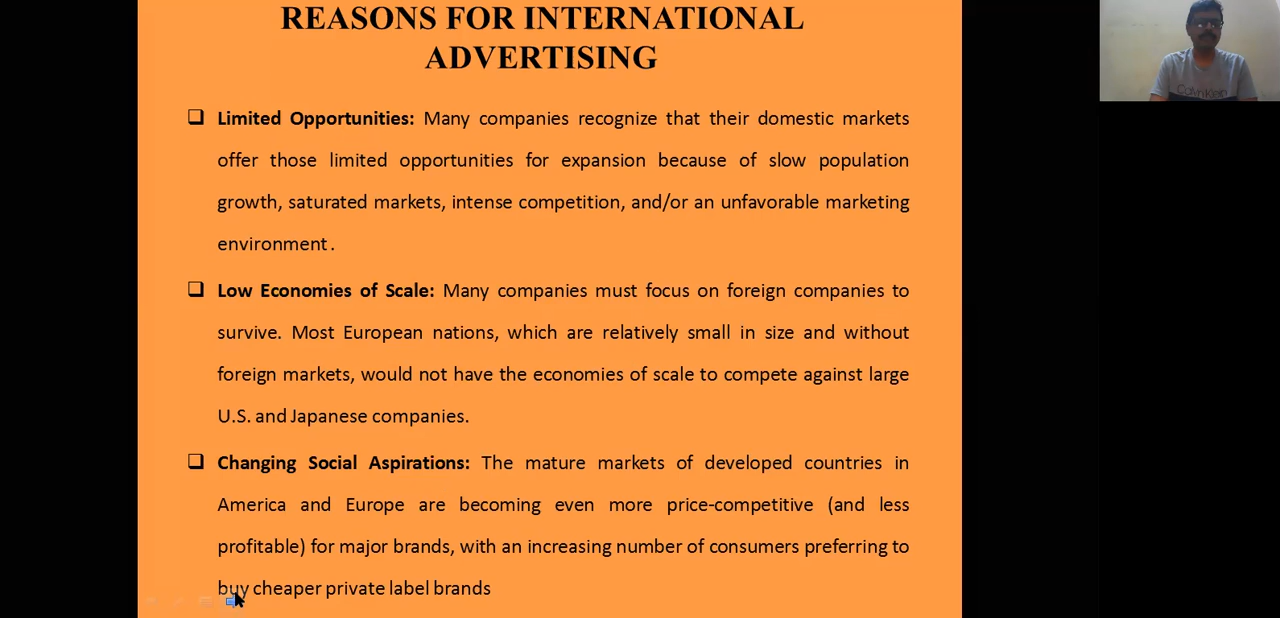 REASONS FOR INTERNATIONAL
ADVERTISING
❑ Limited Opportunities: Many companies recognize that their domestic markets
offer those limited opportunities for expansion because of slow population
growth, saturated markets, intense competition, and/or an unfavorable marketing
environment .
❑ Low Economies of Scale: Many companies must focus on foreign companies to
survive. Most European nations, which are relatively small in size and without
foreign markets, would not have the economies of scale to compete against large
U.S. and Japanese companies.
❑ Changing Social Aspirations: The mature markets of developed countries in
America and Europe are becoming even more price-competitive (and less
profitable) for major brands, with an increasing number of consumers preferring to
buy cheaper private label brands
Calvin Klein